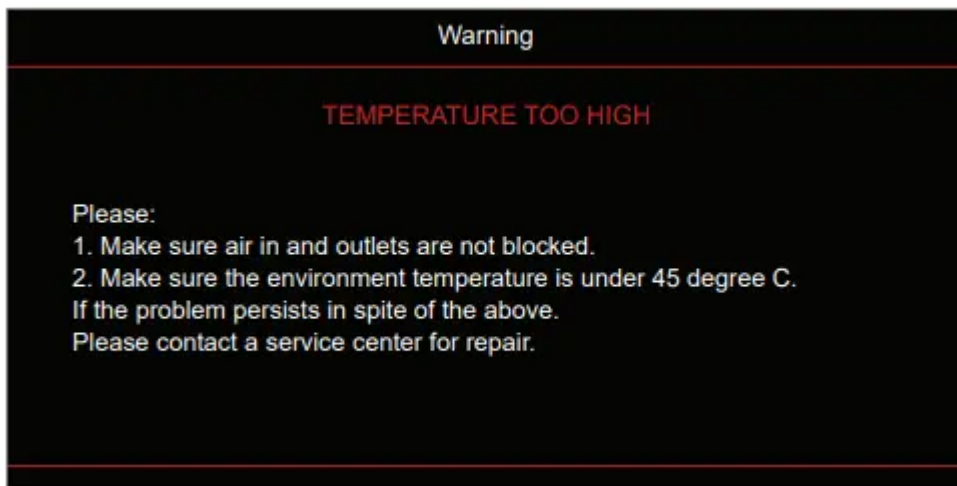 Warning
TEMPERATURE TOO HIGH
Please:
1. Make sure air in and outlets are not blocked.
2. Make sure the environment temperature is under 45 degree C.
If the problem persists in spite of the above.
Please contact a service center for repair.